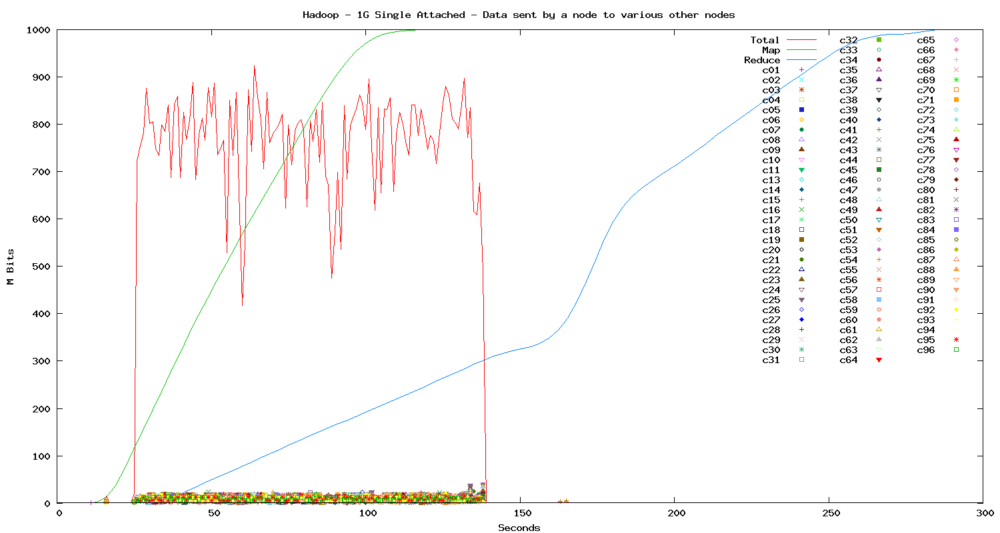 Hadoop - 1G Single Attached - Data sent by a node to various other nodes
1000
900
800
700
600
500
400
300
200
100
0
M Bits
0 50 100 150 200 250 300
Seconds
Total
Map
Reduce
c01
c02
c03
c04
c05
c06
c07
c08
c09
c10
c11
c13
c14
c15
c16
c17
c18
c19
c20
c21
c22
c23
c24
c25
c26
c27
c28
c29
c30
c31
c32
c33
c34
c35
c36
c37
c38
c39
c40
c41
c42
c43
c44
c45
c46
c47
c48
c49
c50
c51
c52
c53
c54
c55
c56
c57
c58
c59
c60
c61
c62
c63
c64
c65
c66
c67
c68
c69
c70
c71
c72
c73
c74
c75
c76
c77
c78
c79
c80
c81
c82
c83
c84
c85
c86
c87
c88
c89
c90
c91
c92
c93
c94
c95
c96